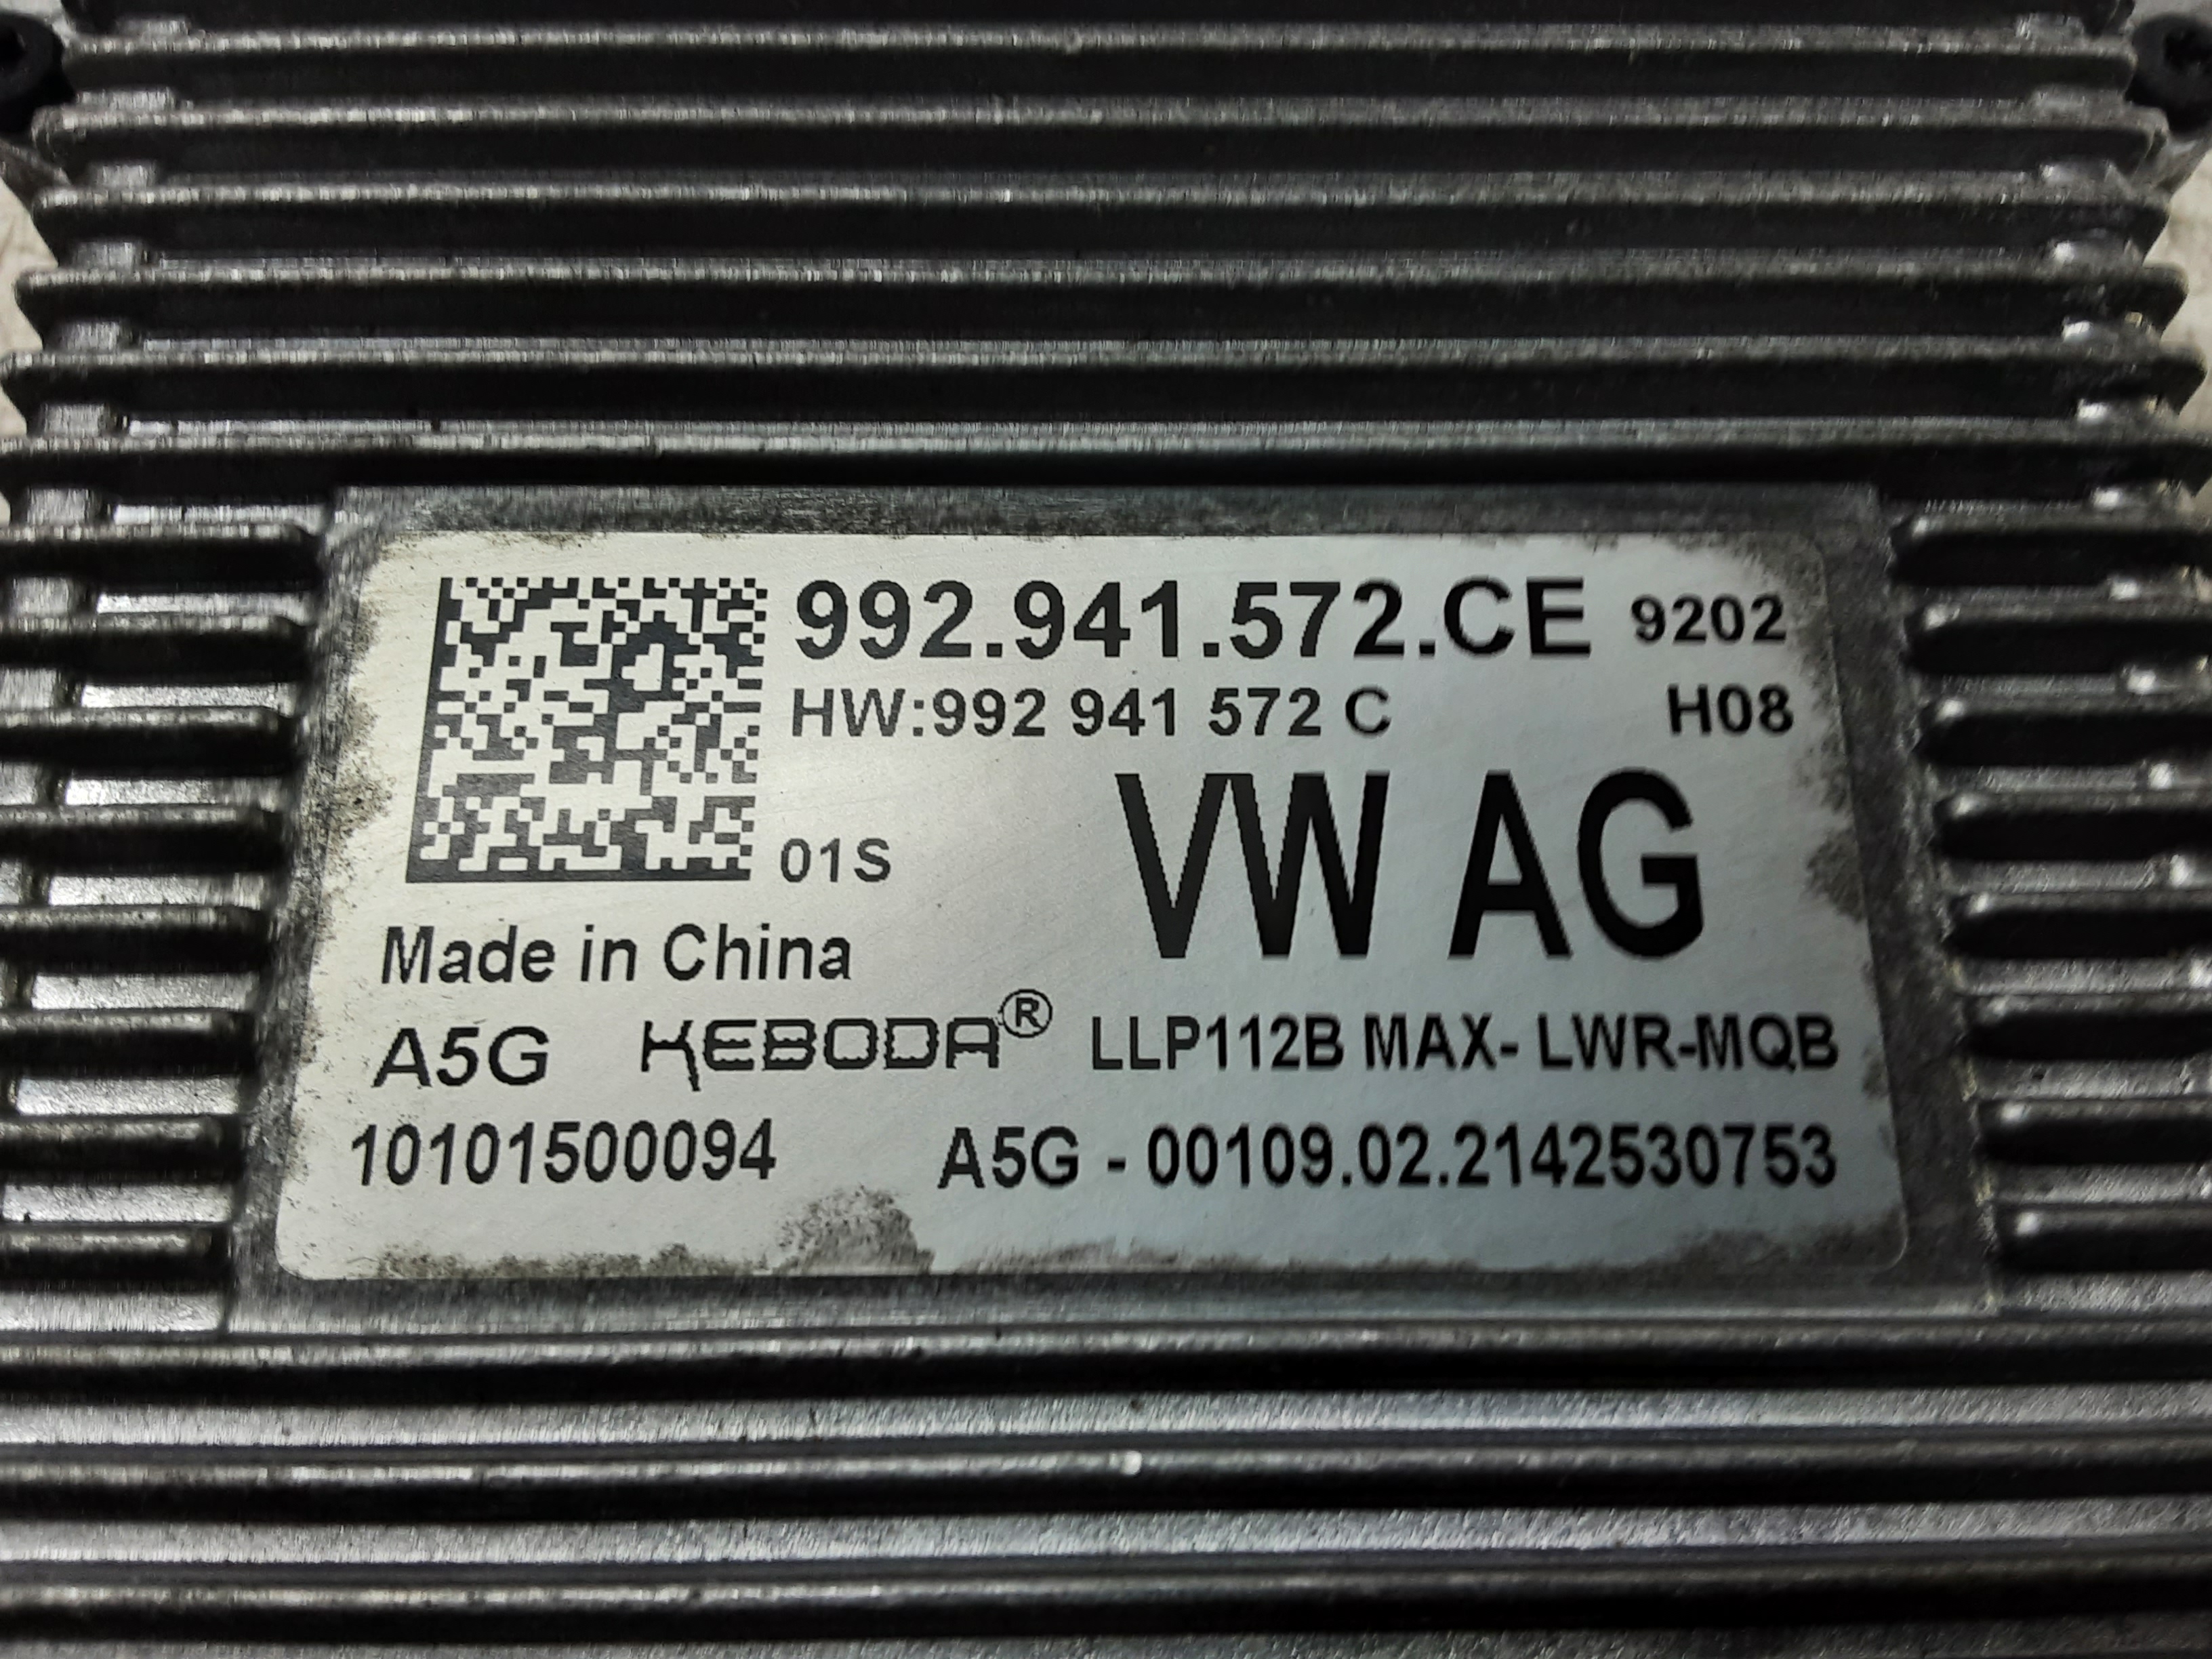 992.941.572.CE 9202
HW:992 941 572 C H08
01S
VW AG
Made in China
A5G KEBODA® LLP112B MAX- LWR-MQB
10101500094 A5G - 00109.02.2142530753